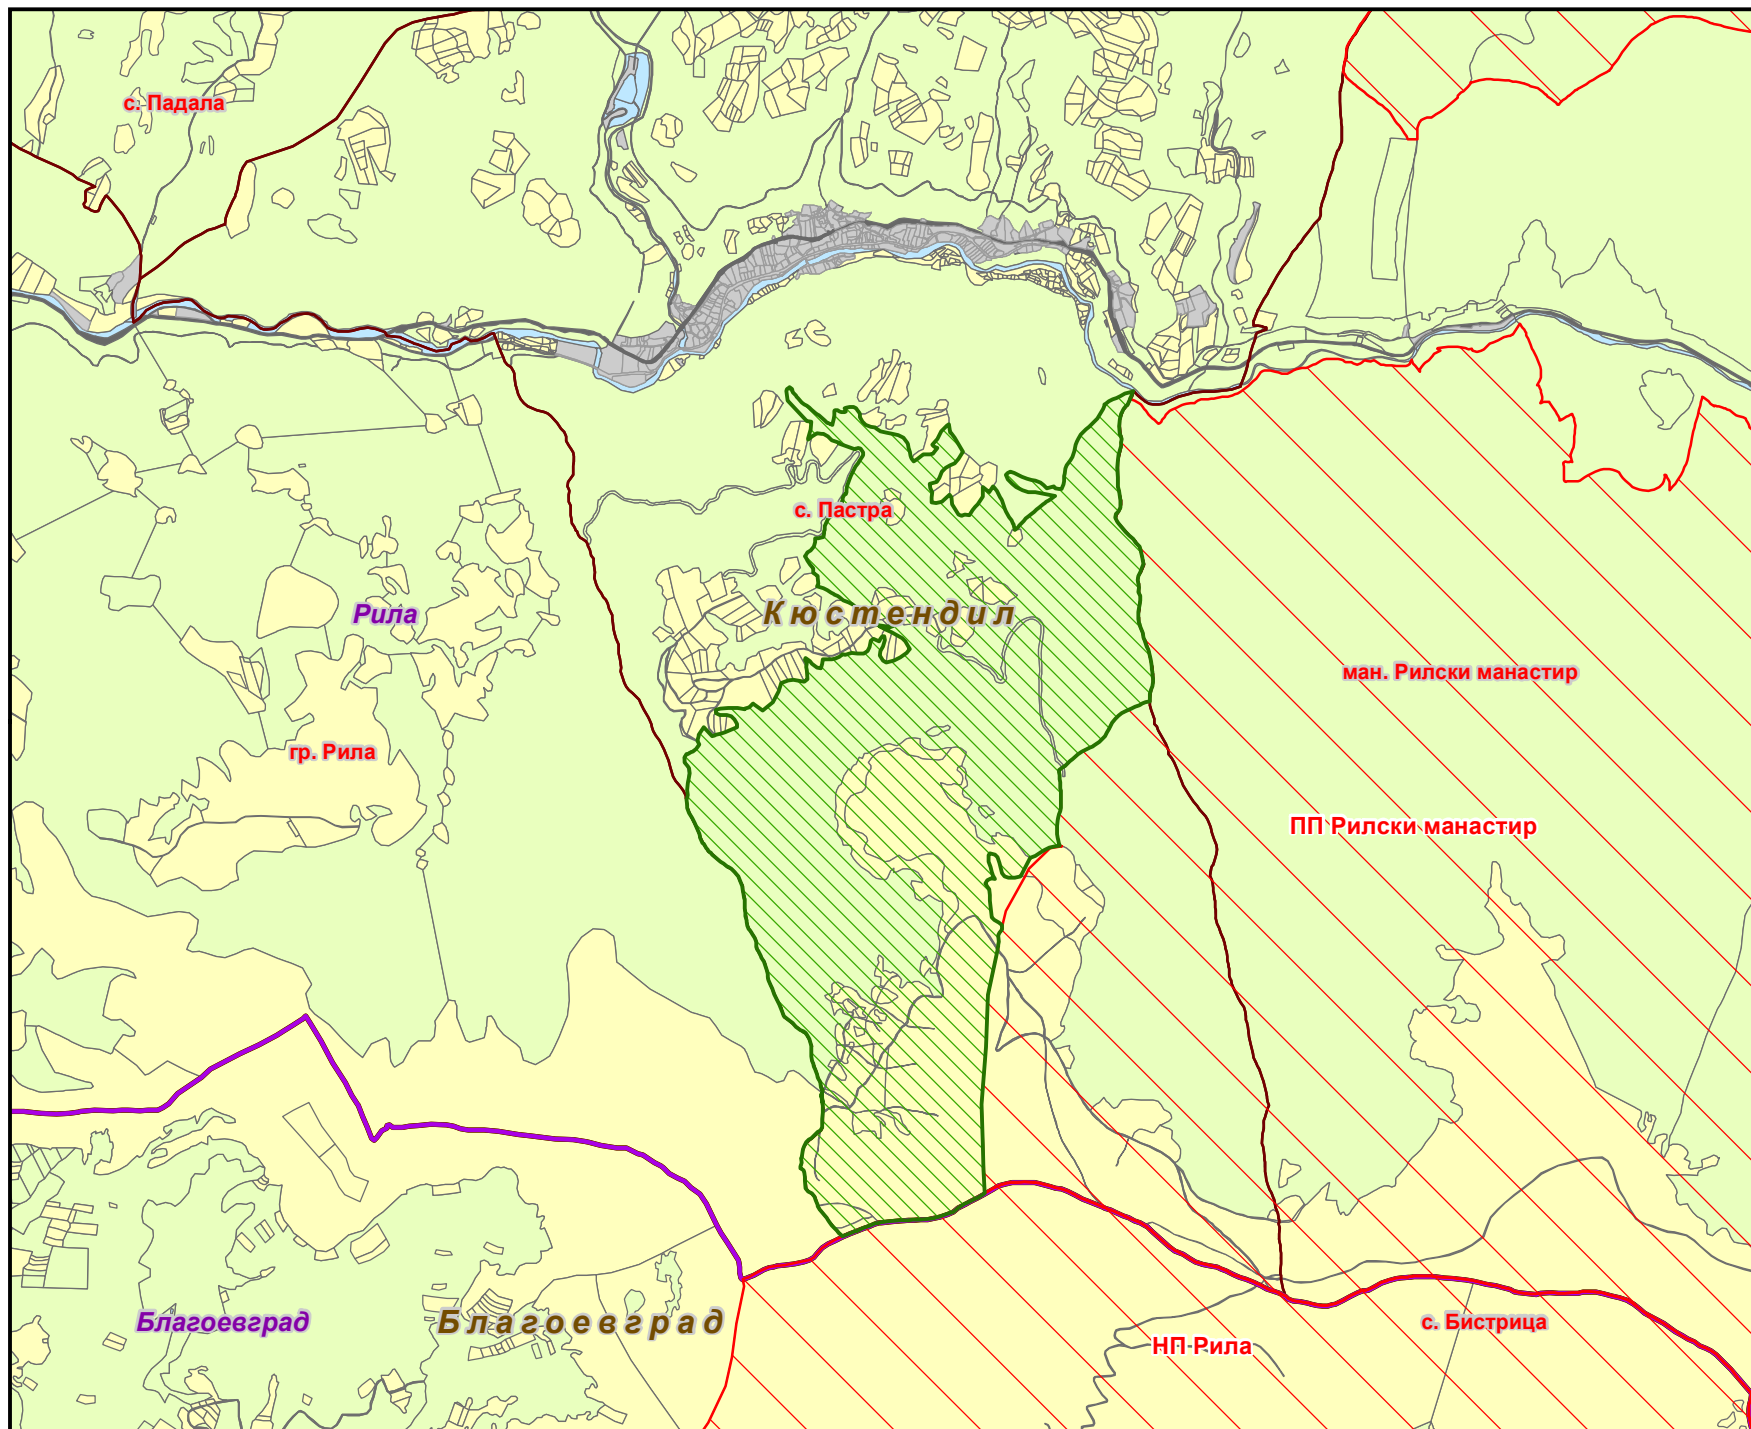 с. Падала
с. Пастра
Рила
Кюстендил
ман. Рилски манастир
гр. Рила
ПП Рилски манастир
Благоевград
Благоевград
с. Бистрица
НП Рила